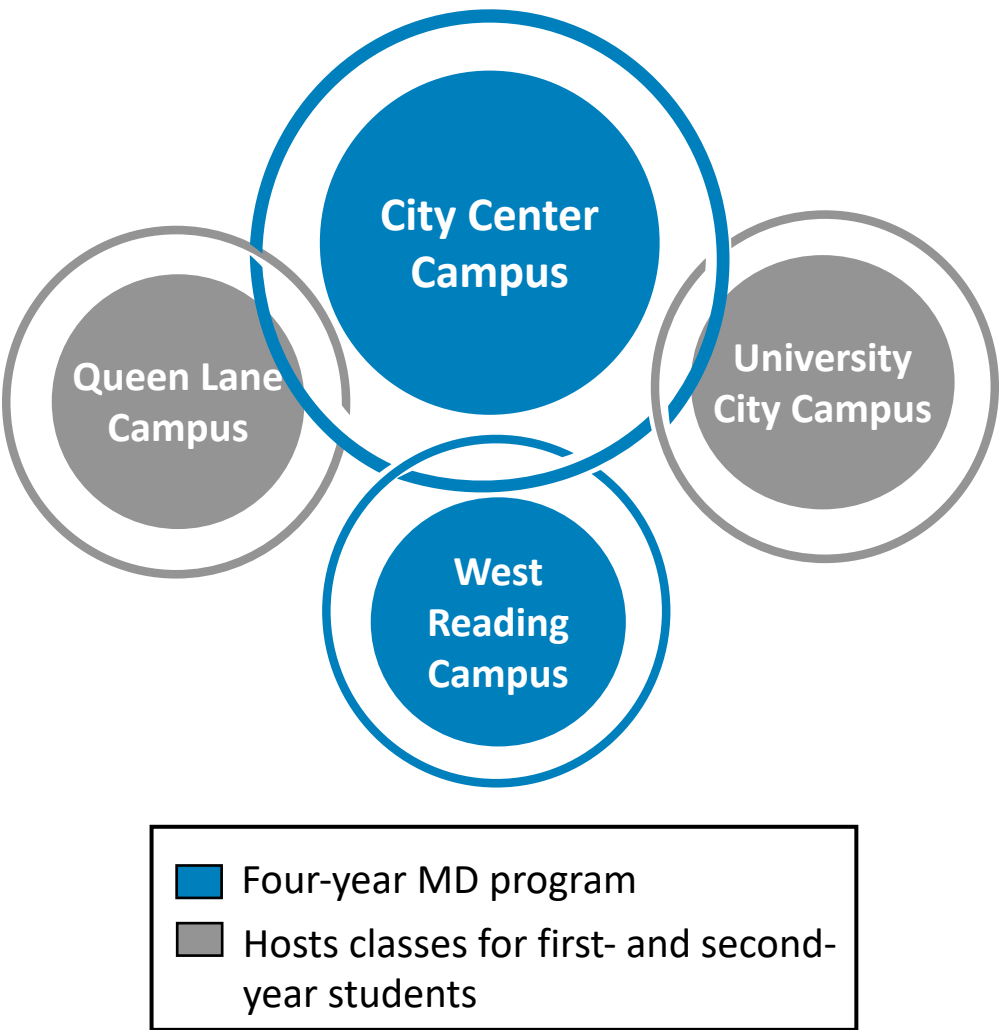 City Center
Campus
Queen Lane
Campus
University
City Campus
West
Reading
Campus
Four-year MD program
Hosts classes for first- and second-
year students